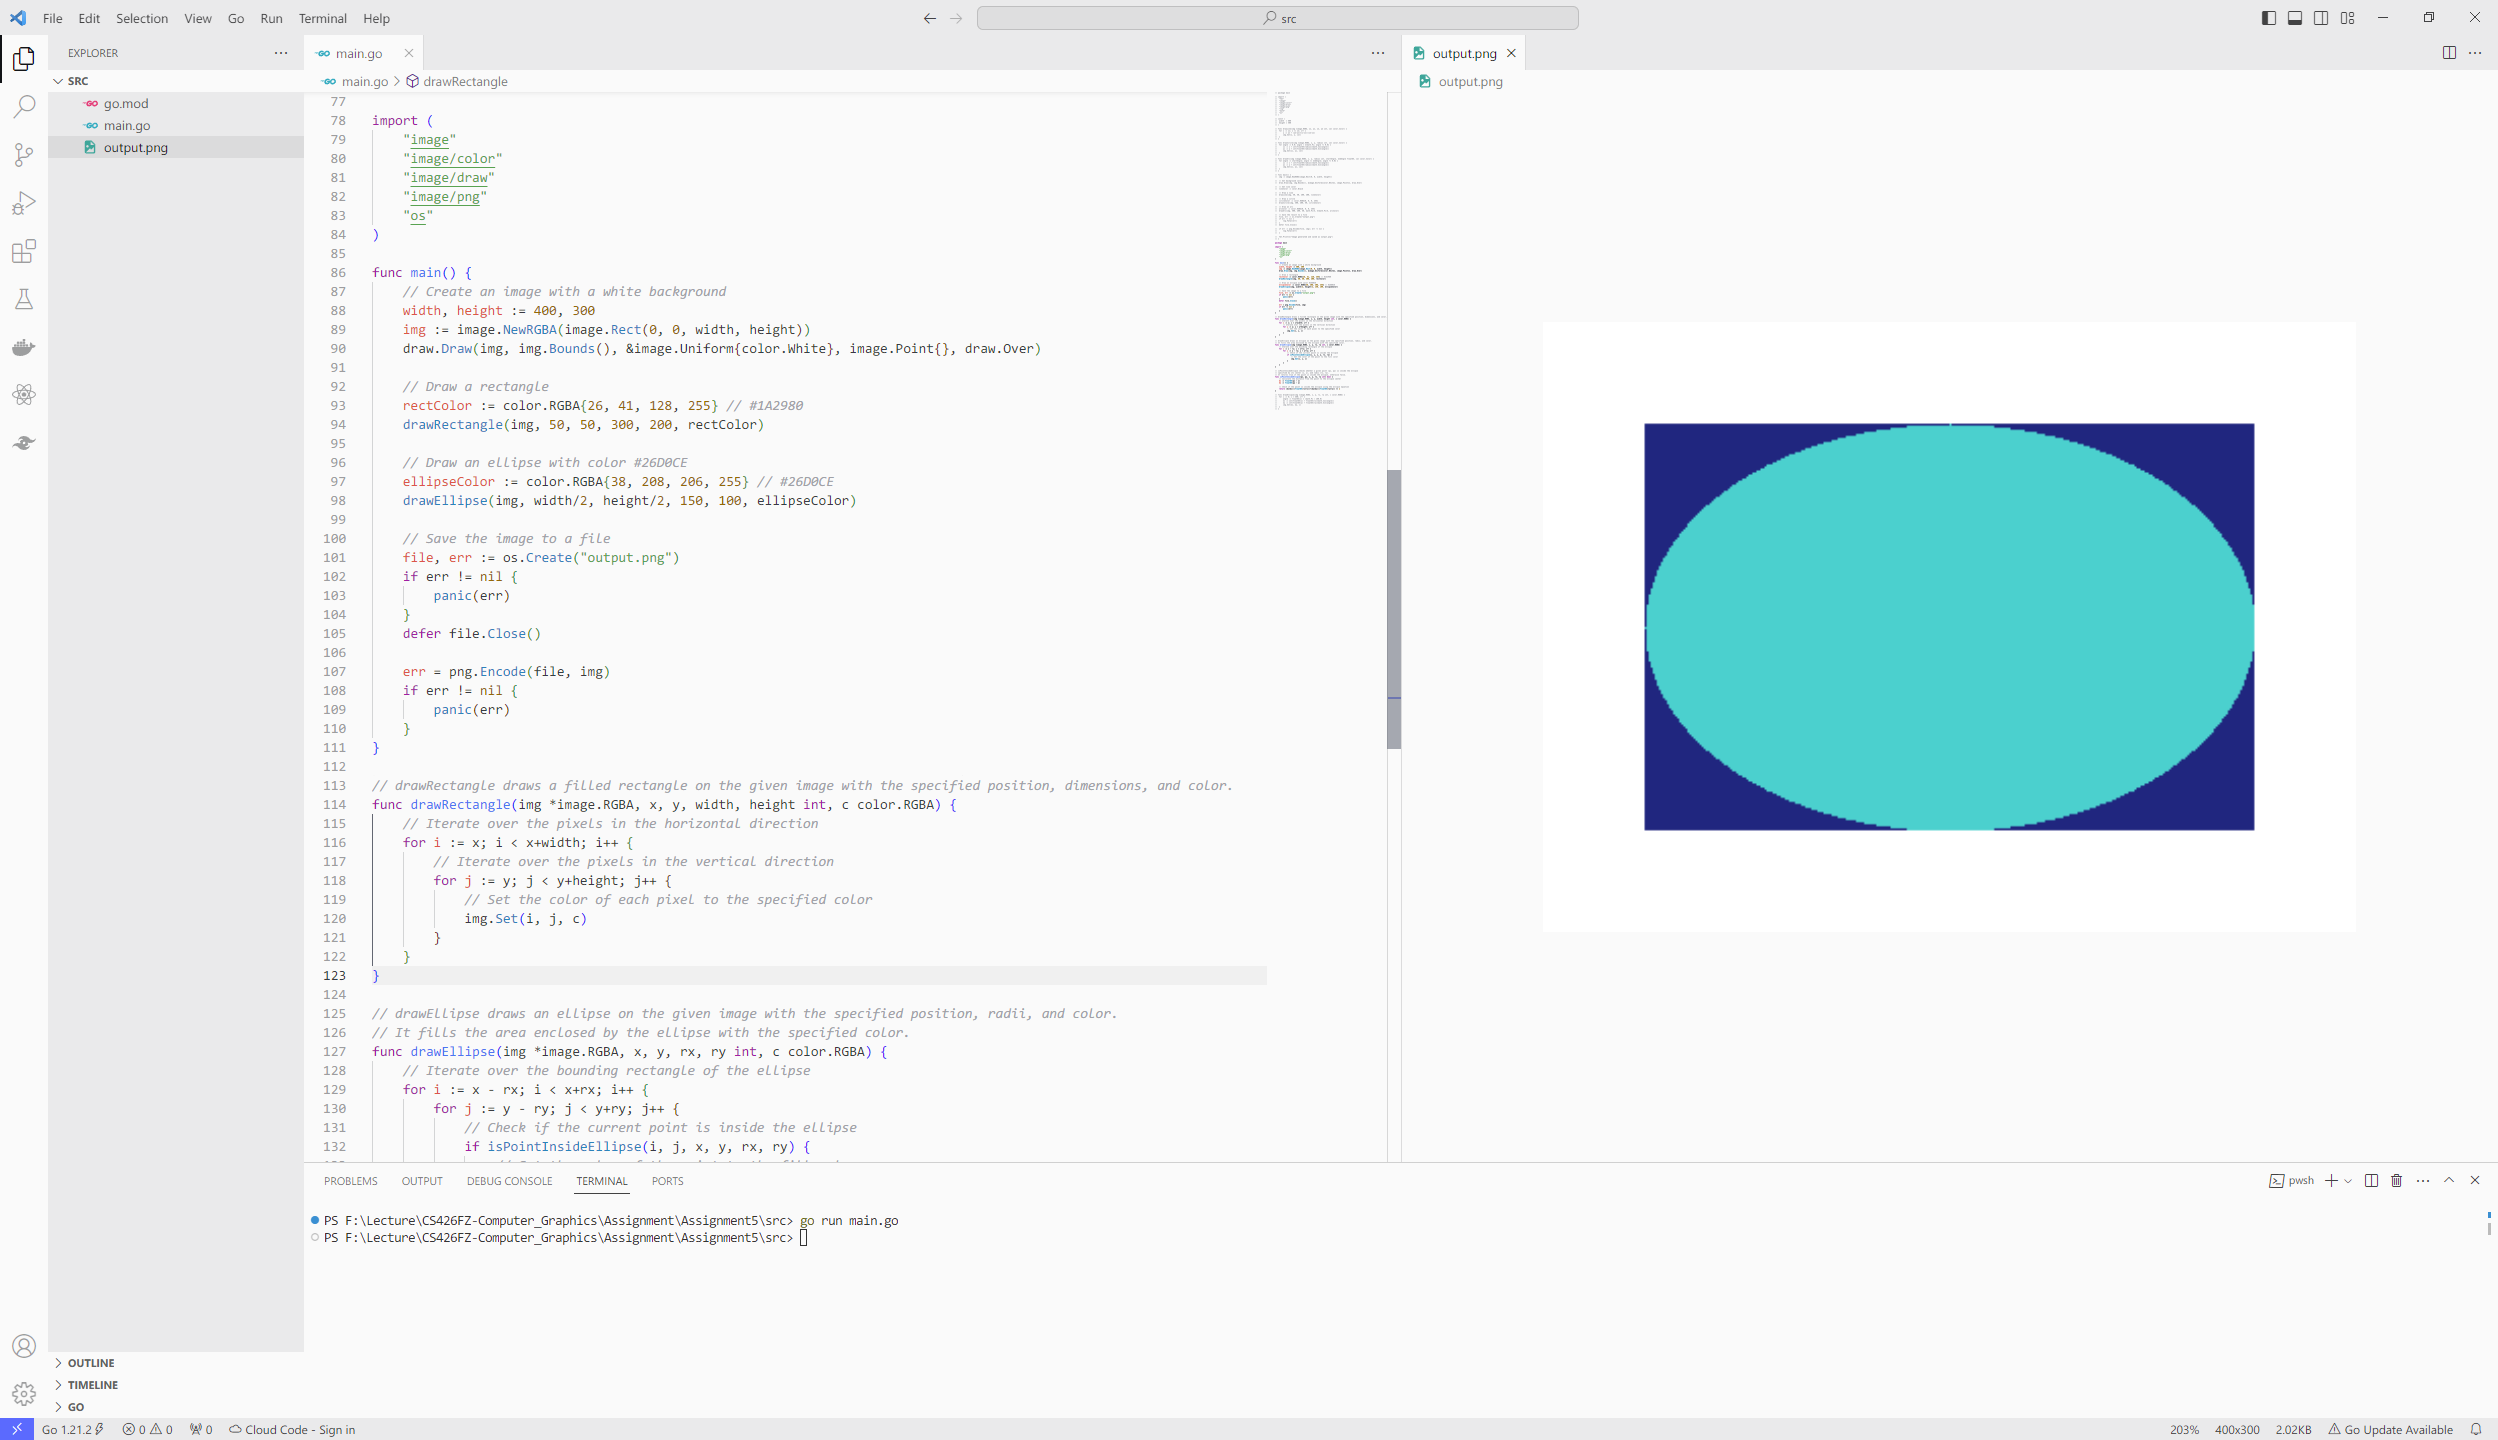 File Edit Selection View Go Run Terminal Help
src
EXPLORER
SRC
go.mod
main.go
output.png
OUTLINE
TIMELINE
GO
main.go
main.go > drawRectangle
77
78 import (
79 "image"
80 "image/color"
81 "image/draw"
82 "image/png"
83 "os"
84 )
85
86 func main() {
87 // Create an image with a white background
88 width, height := 400, 300
89 img := image.NewRGBA(image.Rect(0, 0, width, height))
90 draw.Draw(img, img.Bounds(), &image.Uniform{color.White}, image.Point{}, draw.Over)
91
92 // Draw a rectangle
93 rectColor := color.RGBA{26, 41, 128, 255} // #1A2980
94 drawRectangle(img, 50, 50, 300, 200, rectColor)
95
96 // Draw an ellipse with color #26D0CE
97 ellipseColor := color.RGBA{38, 208, 206, 255} // #26D0CE
98 drawEllipse(img, width/2, height/2, 150, 100, ellipseColor)
99
100 // Save the image to a file
101 file, err := os.Create("output.png")
102 if err != nil {
103 panic(err)
104 }
105 defer file.Close()
106
107 err = png.Encode(file, img)
108 if err != nil {
109 panic(err)
110 }
111 }
112
113 // drawRectangle draws a filled rectangle on the given image with the specified position, dimensions, and color.
114 func drawRectangle(img *image.RGBA, x, y, width, height int, c color.RGBA) {
115 // Iterate over the pixels in the horizontal direction
116 for i := x; i < x+width; i++ {
117 // Iterate over the pixels in the vertical direction
118 for j := y; j < y+height; j++ {
119 // Set the color of each pixel to the specified color
120 img.Set(i, j, c)
121 }
122 }
123 }
124
125 // drawEllipse draws an ellipse on the given image with the specified position, radii, and color.
126 // It fills the area enclosed by the ellipse with the specified color.
127 func drawEllipse(img *image.RGBA, x, y, rx, ry int, c color.RGBA) {
128 // Iterate over the bounding rectangle of the ellipse
129 for i := x - rx; i < x+rx; i++ {
130 for j := y - ry; j < y+ry; j++ {
131 // Check if the current point is inside the ellipse
132 if isPointInsideEllipse(i, j, x, y, rx, ry) {
output.png
output.png
PROBLEMS OUTPUT DEBUG CONSOLE TERMINAL PORTS
pwsh
PS F:\Lecture\CS426FZ-Computer_Graphics\Assignment\Assignment5\src> go run main.go
PS F:\Lecture\CS426FZ-Computer_Graphics\Assignment\Assignment5\src>
Go 1.21.2 0 0 0 Cloud Code - Sign in
203% 400x300 2.02KB Go Update Available